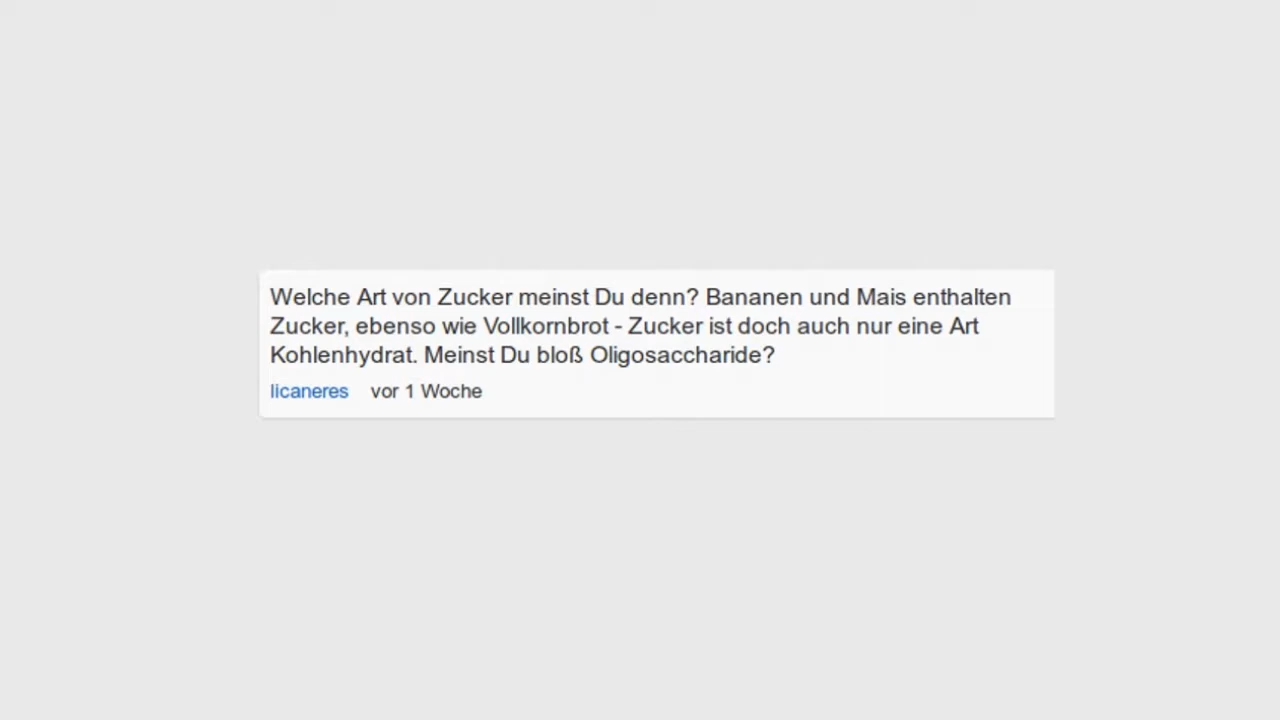 Welche Art von Zucker meinst Du denn? Bananen und Mais enthalten
Zucker, ebenso wie Vollkornbrot - Zucker ist doch auch nur eine Art
Kohlenhydrat. Meinst Du bloß Oligosaccharide?
licaneres vor 1 Woche